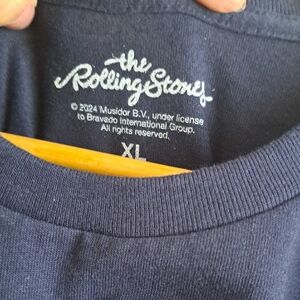 the
Rolling Stones
© 2024 Musidor B.V., under license
to Bravado International Group.
All rights reserved.
XL